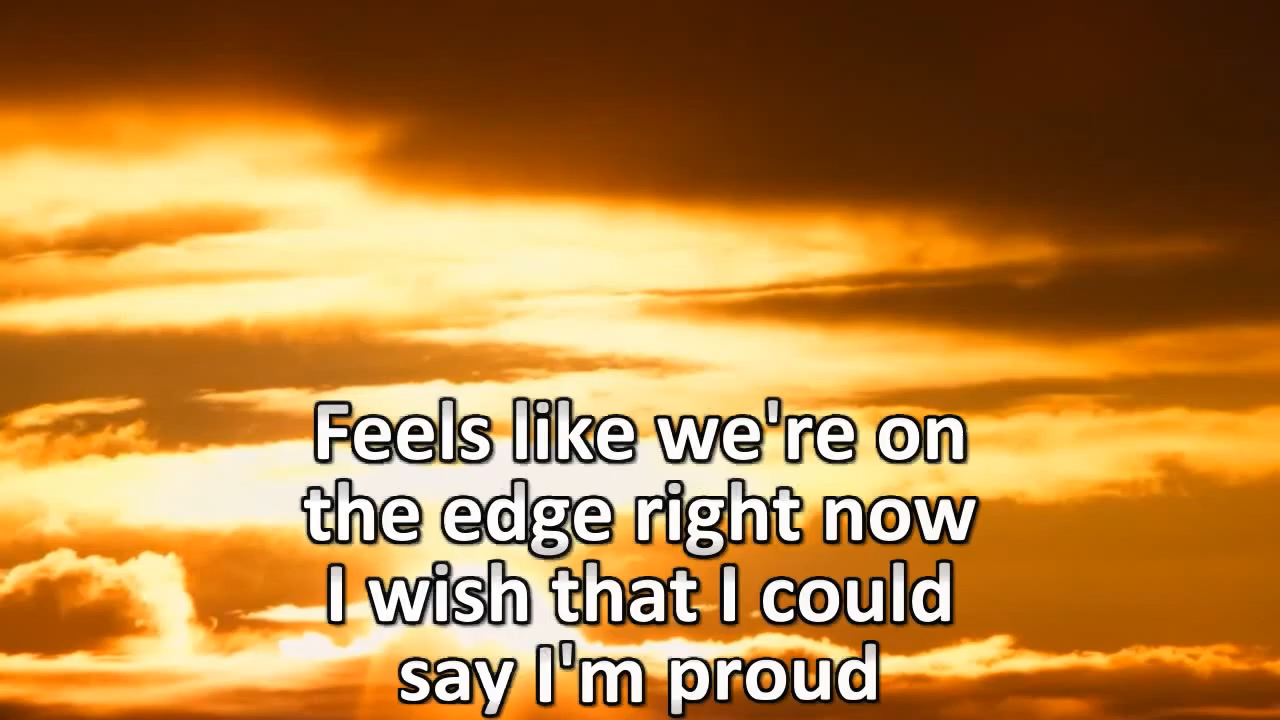 Feels like we're on
the edge right now
I wish that I could
say I'm proud